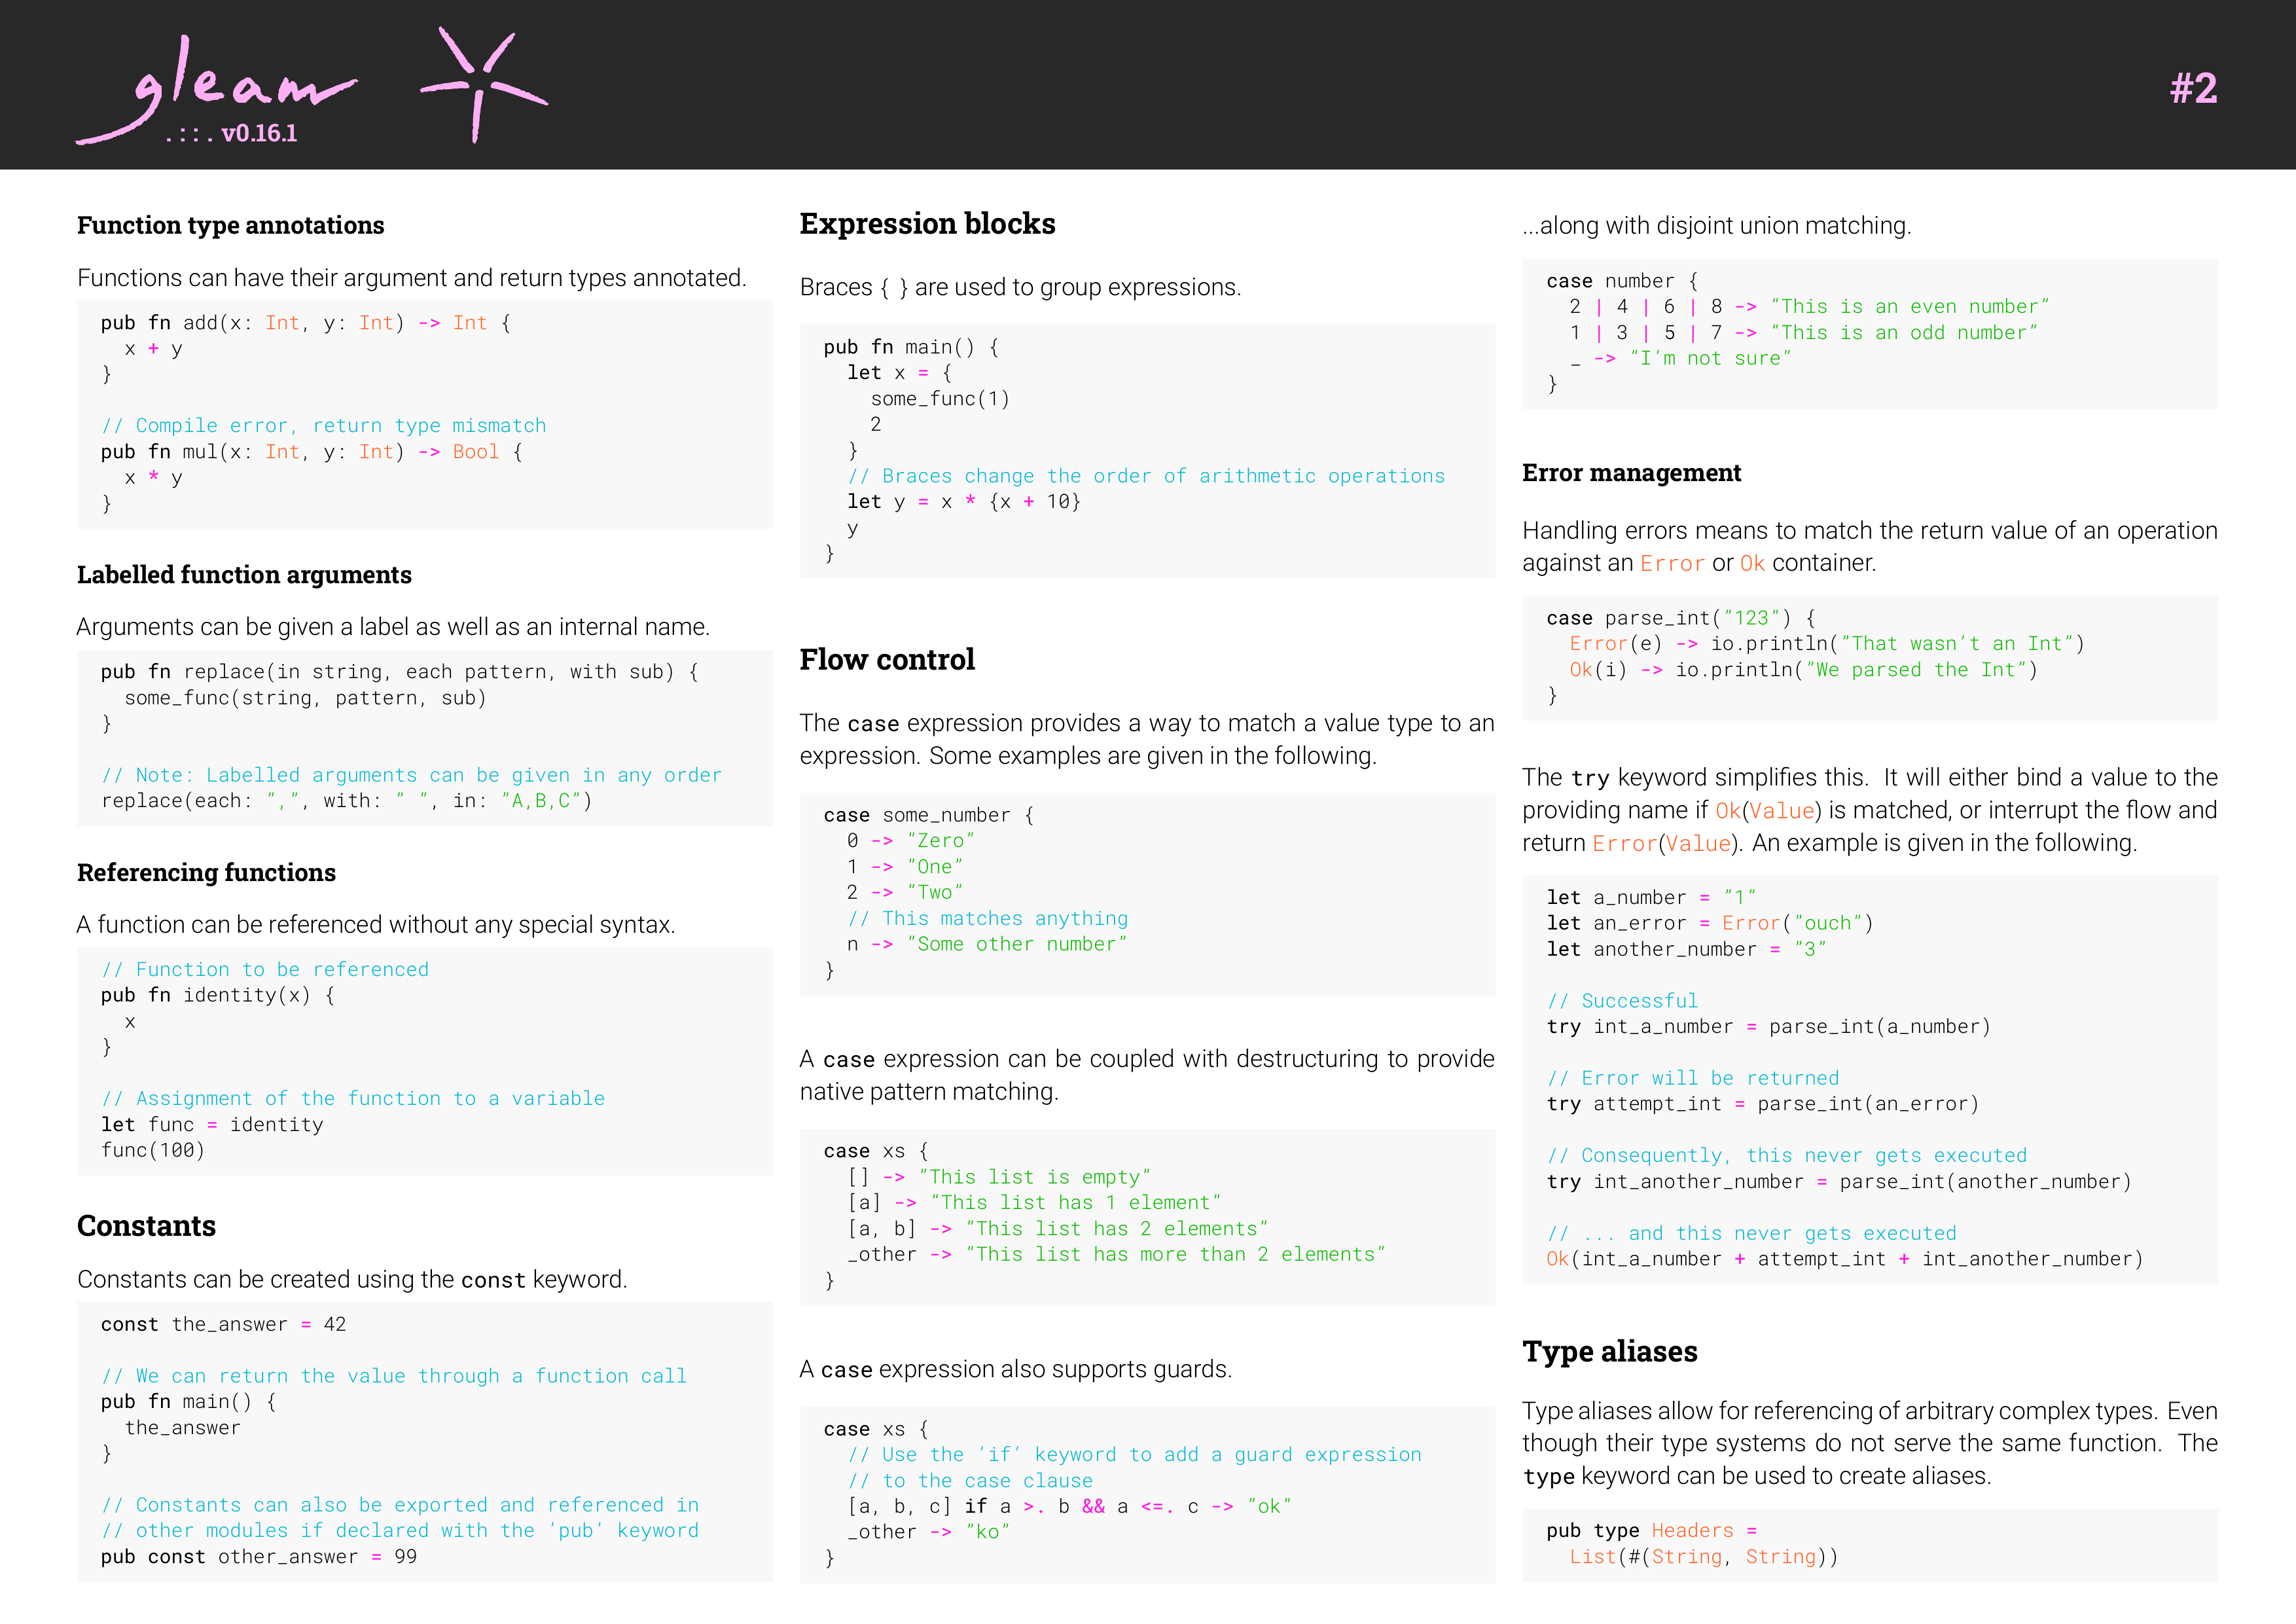 gleam
.::. v0.16.1
#2
Function type annotations
Functions can have their argument and return types annotated.
pub fn add(x: Int, y: Int) -> Int {
  x + y
}
// Compile error, return type mismatch
pub fn mul(x: Int, y: Int) -> Bool {
  x * y
}
Labelled function arguments
Arguments can be given a label as well as an internal name.
pub fn replace(in string, each pattern, with sub) {
  some_func(string, pattern, sub)
}
// Note: Labelled arguments can be given in any order
replace(each: ",", with: " ", in: "A,B,C")
Referencing functions
A function can be referenced without any special syntax.
// Function to be referenced
pub fn identity(x) {
  x
}
// Assignment of the function to a variable
let func = identity
func(100)
Constants
Constants can be created using the const keyword.
const the_answer = 42
// We can return the value through a function call
pub fn main() {
  the_answer
}
// Constants can also be exported and referenced in
// other modules if declared with the 'pub' keyword
pub const other_answer = 99
Expression blocks
Braces { } are used to group expressions.
pub fn main() {
  let x = {
    some_func(1)
    2
  }
  // Braces change the order of arithmetic operations
  let y = x * {x + 10}
  y
}
Flow control
The case expression provides a way to match a value type to an
expression. Some examples are given in the following.
case some_number {
  0 -> "Zero"
  1 -> "One"
  2 -> "Two"
  // This matches anything
  n -> "Some other number"
}
A case expression can be coupled with destructuring to provide
native pattern matching.
case xs {
  [] -> "This list is empty"
  [a] -> "This list has 1 element"
  [a, b] -> "This list has 2 elements"
  _other -> "This list has more than 2 elements"
}
A case expression also supports guards.
case xs {
  // Use the 'if' keyword to add a guard expression
  // to the case clause
  [a, b, c] if a >. b && a <=. c -> "ok"
  _other -> "ko"
}
...along with disjoint union matching.
case number {
  2 | 4 | 6 | 8 -> "This is an even number"
  1 | 3 | 5 | 7 -> "This is an odd number"
  _ -> "I'm not sure"
}
Error management
Handling errors means to match the return value of an operation
against an Error or Ok container.
case parse_int("123") {
  Error(e) -> io.println("That wasn't an Int")
  Ok(i) -> io.println("We parsed the Int")
}
The try keyword simplifies this. It will either bind a value to the
providing name if Ok(Value) is matched, or interrupt the flow and
return Error(Value). An example is given in the following.
let a_number = "1"
let an_error = Error("ouch")
let another_number = "3"
// Successful
try int_a_number = parse_int(a_number)
// Error will be returned
try attempt_int = parse_int(an_error)
// Consequently, this never gets executed
try int_another_number = parse_int(another_number)
// ... and this never gets executed
Ok(int_a_number + attempt_int + int_another_number)
Type aliases
Type aliases allow for referencing of arbitrary complex types. Even
though their type systems do not serve the same function. The
type keyword can be used to create aliases.
pub type Headers =
  List(#(String, String))